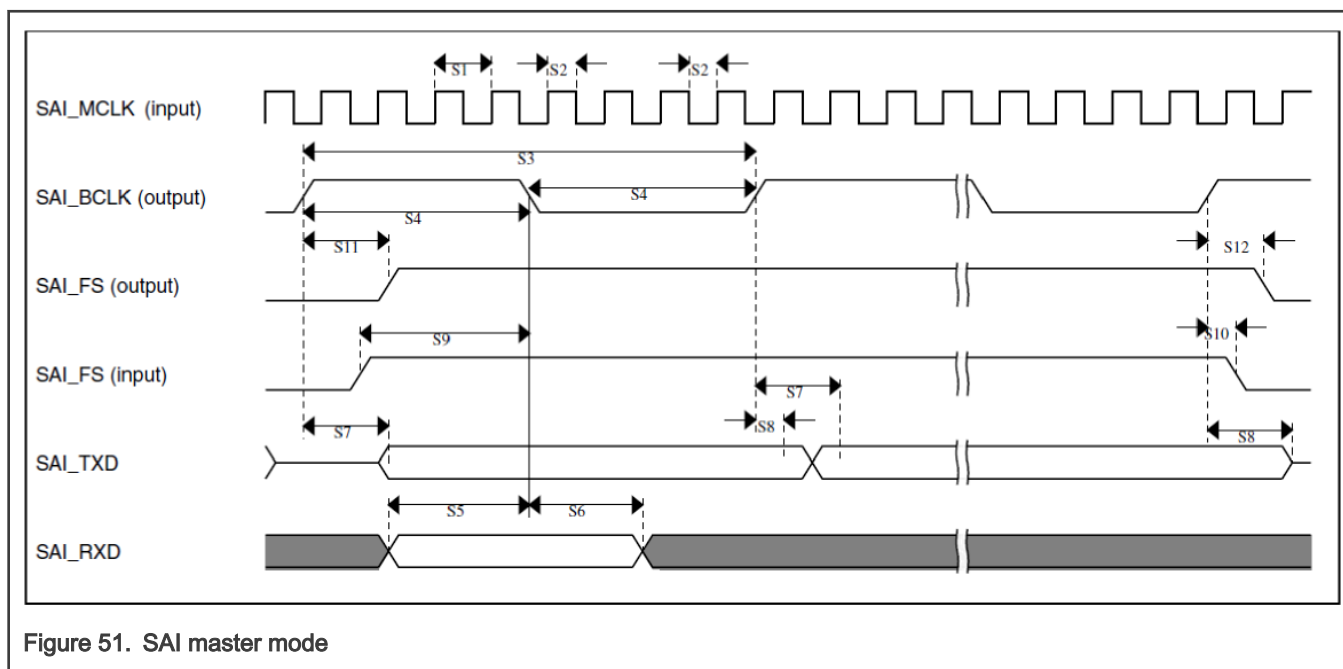 S1 S2 S2
SAI_MCLK (input)
S3
SAI_BCLK (output)
S4
S4
S11
S12
SAI_FS (output)
S9
S10
SAI_FS (input)
S7
S7
S8
S8
SAI_TXD
S5 S6
SAI_RXD
Figure 51. SAI master mode